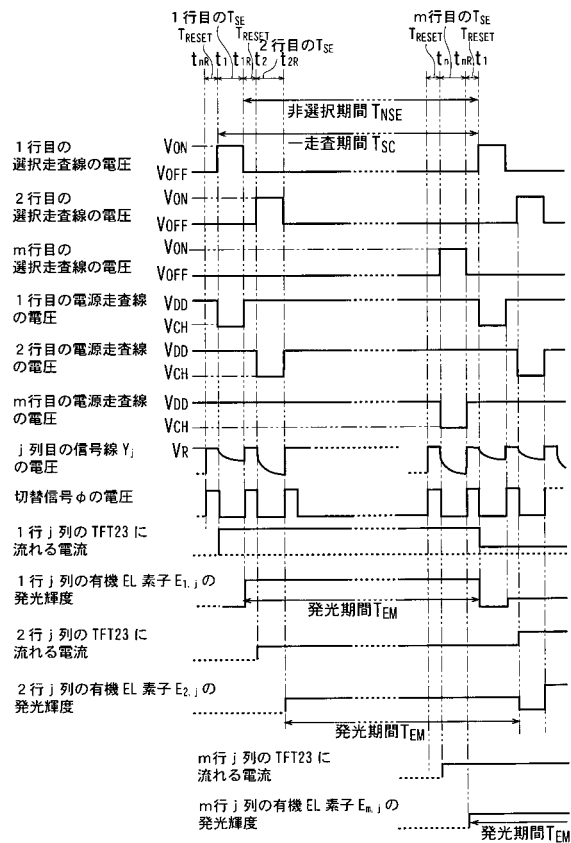 1行目のTSE
TRESET TRESET 2行目のTSE
tnR t1 t1R t2 t2R
m行目のTSE
TRESET TRESET
tn tnR t1
非選択期間TNSE
一走査期間TSC
1行目の
選択走査線の電圧
VON
VOFF
2行目の
選択走査線の電圧
VON
VOFF
m行目の
選択走査線の電圧
VON
VOFF
1行目の電源走査線
の電圧
VDD
VCH
2行目の電源走査線
の電圧
VDD
VCH
m行目の電源走査線
の電圧
VDD
VCH
j列目の信号線Yj
の電圧
VR
切替信号φの電圧
1行j列のTFT23に
流れる電流
1行j列の有機EL素子E1,jの
発光輝度
発光期間TEM
2行j列のTFT23に
流れる電流
2行j列の有機EL素子E2,jの
発光輝度
発光期間TEM
m行j列のTFT23に
流れる電流
m行j列の有機EL素子Em,jの
発光輝度
発光期間TEM